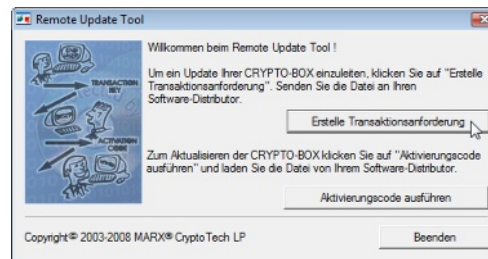 Remote Update Tool
Willkommen beim Remote Update Tool !
Um ein Update Ihrer CRYPTO-BOX einzuleiten, klicken Sie auf "Erstelle
Transaktionsanforderung". Senden Sie die Datei an Ihren
Software-Distributor.
TRANSACTION
KEY
Erstelle Transaktionsanforderung
ACTIVATION
CODE
Zum Aktualisieren der CRYPTO-BOX klicken Sie auf "Aktivierungscode
ausführen" und laden Sie die Datei von Ihrem Software-Distributor.
Aktivierungscode ausführen
Copyright© 2003-2008 MARX® CryptoTech LP
Beenden